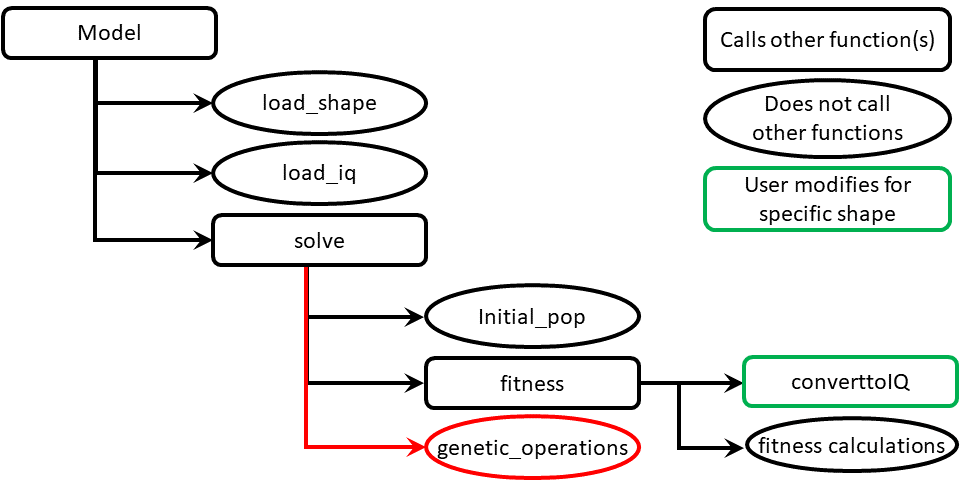 Model
Calls other function(s)
load_shape
Does not call
other functions
load_iq
User modifies for
specific shape
solve
Initial_pop
fitness
converttoIQ
genetic_operations
fitness calculations